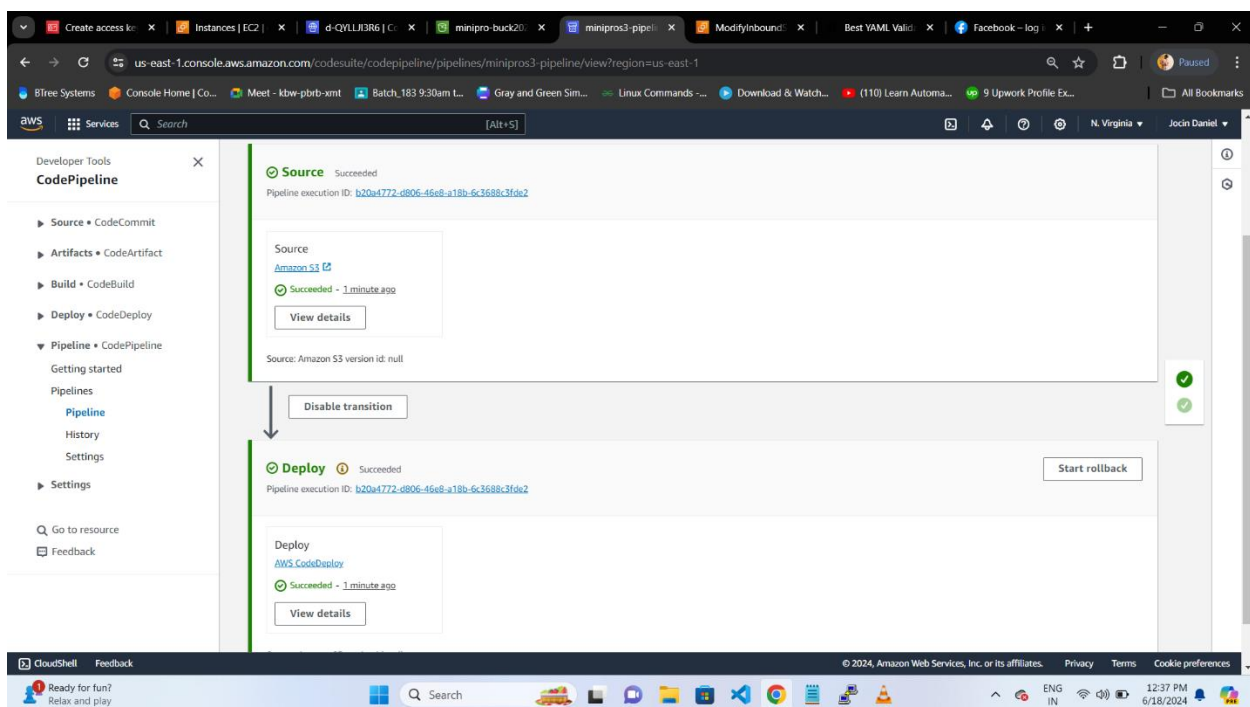 Create access ke
Instances | EC2 |
d-QYLLJI3R6 | Co
minipro-buck20
minipros3-pipeli
ModifyInboundS
Best YAML Valid
Facebook – log i
us-east-1.console.aws.amazon.com/codesuite/codepipeline/pipelines/minipros3-pipeline/view?region=us-east-1
Paused
BTree Systems
Console Home | Co...
Meet - kbw-pbrb-xmt
Batch_183 9:30am t...
Gray and Green Sim...
Linux Commands -...
Download & Watch...
(110) Learn Automa...
9 Upwork Profile Ex...
All Bookmarks
aws
Services
Search
[Alt+S]
N. Virginia
Jocin Daniel
Developer Tools
CodePipeline
Source • CodeCommit
Artifacts • CodeArtifact
Build • CodeBuild
Deploy • CodeDeploy
Pipeline • CodePipeline
Getting started
Pipelines
Pipeline
History
Settings
Settings
Go to resource
Feedback
Source Succeeded
Pipeline execution ID: b20a4772-d806-46e8-a18b-6c3688c3fde2
Source
Amazon S3
Succeeded - 1 minute ago
View details
Source: Amazon S3 version id: null
Disable transition
Deploy Succeeded
Start rollback
Pipeline execution ID: b20a4772-d806-46e8-a18b-6c3688c3fde2
Deploy
AWS CodeDeploy
Succeeded - 1 minute ago
View details
CloudShell Feedback
© 2024, Amazon Web Services, Inc. or its affiliates. Privacy Terms Cookie preferences
1
Ready for fun?
Relax and play
Search
ENG
IN
12:37 PM
6/18/2024
PRE